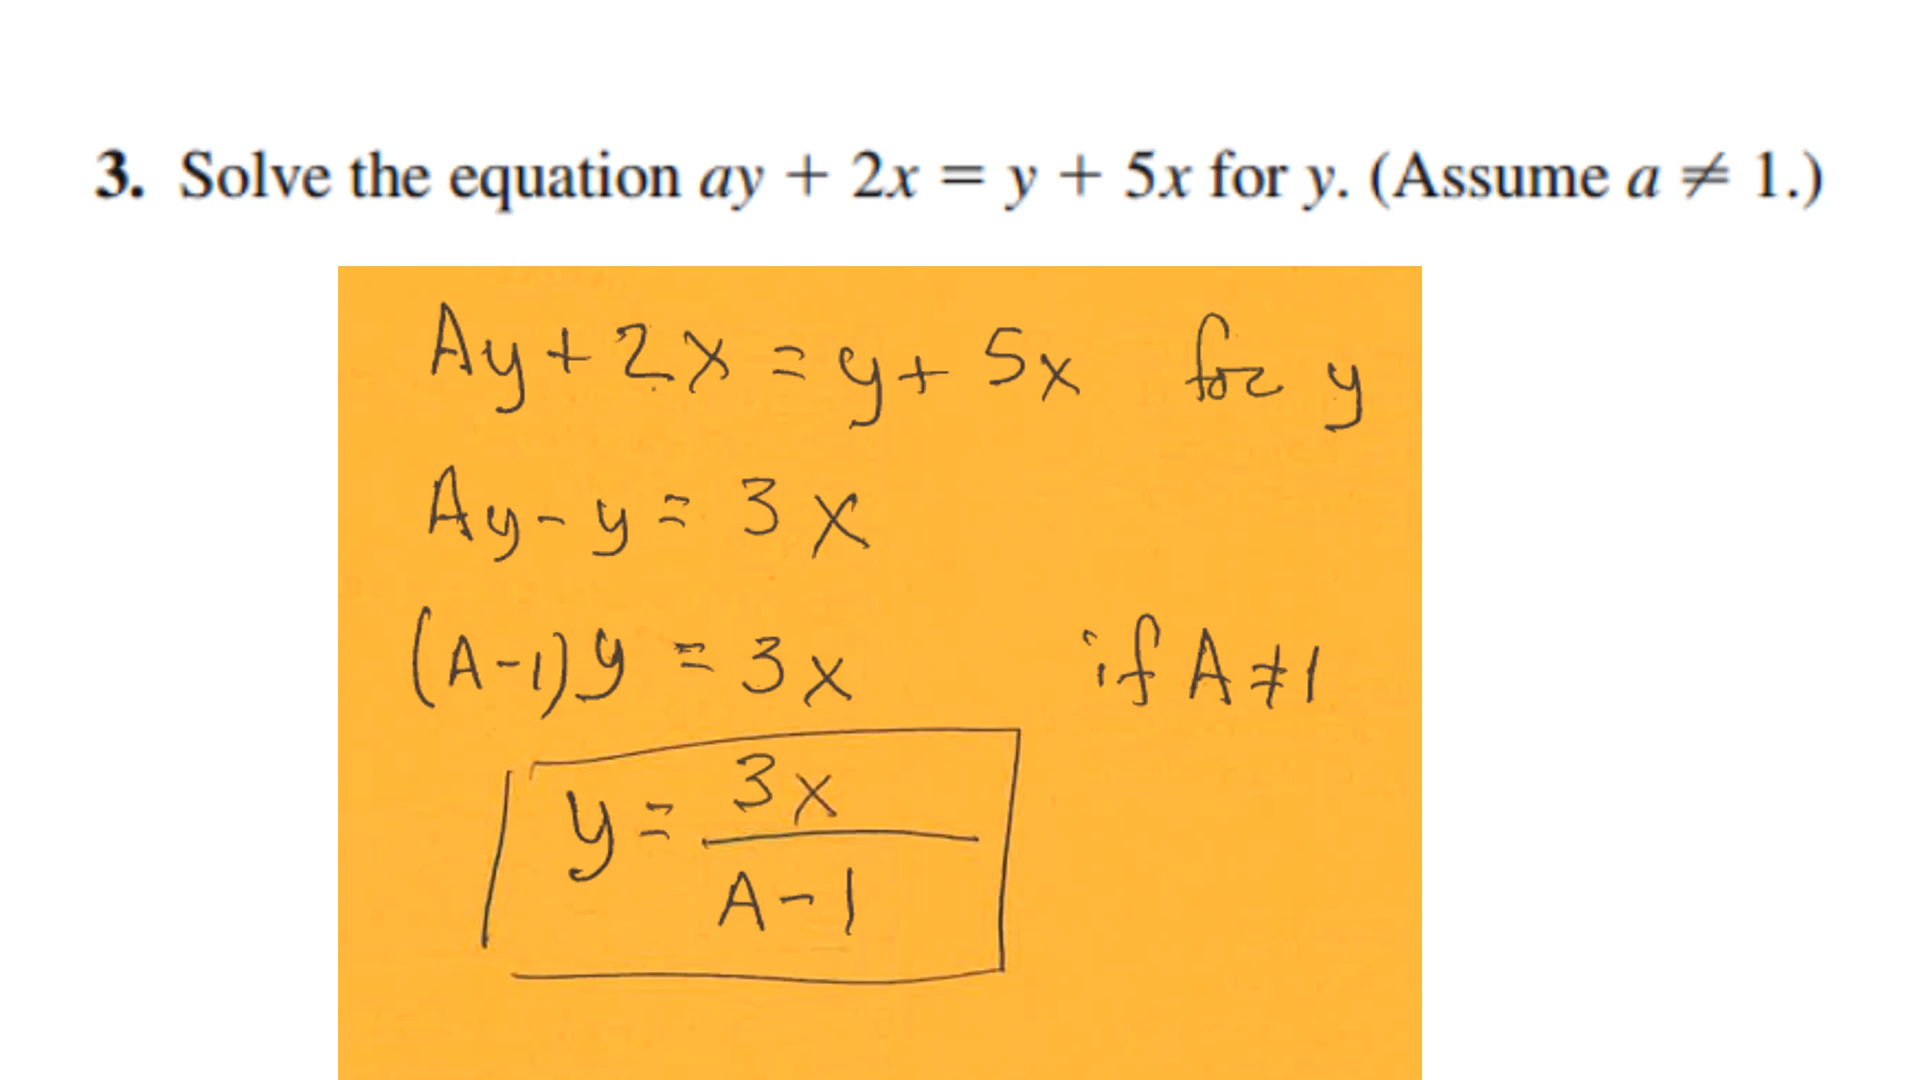 3. Solve the equation ay + 2x = y + 5x for y. (Assume a ≠ 1.)
Ay + 2x = y + 5x for y
Ay - y = 3x
(A-1)y = 3x if A ≠ 1
y = 3x / A-1